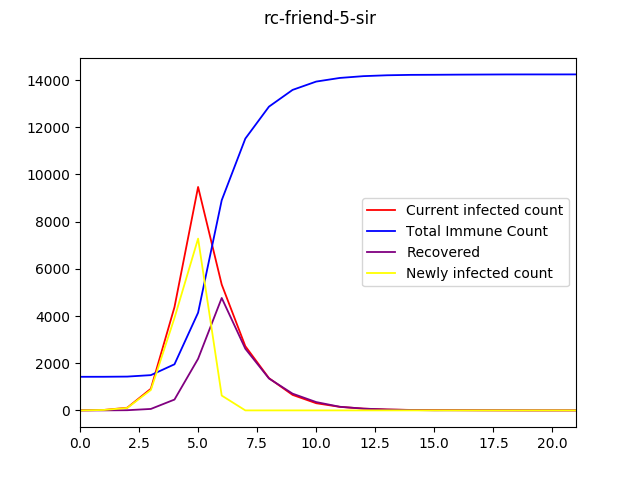 rc-friend-5-sir
14000
12000
10000
8000
6000
4000
2000
0
Current infected count
Total Immune Count
Recovered
Newly infected count
0.0 2.5 5.0 7.5 10.0 12.5 15.0 17.5 20.0